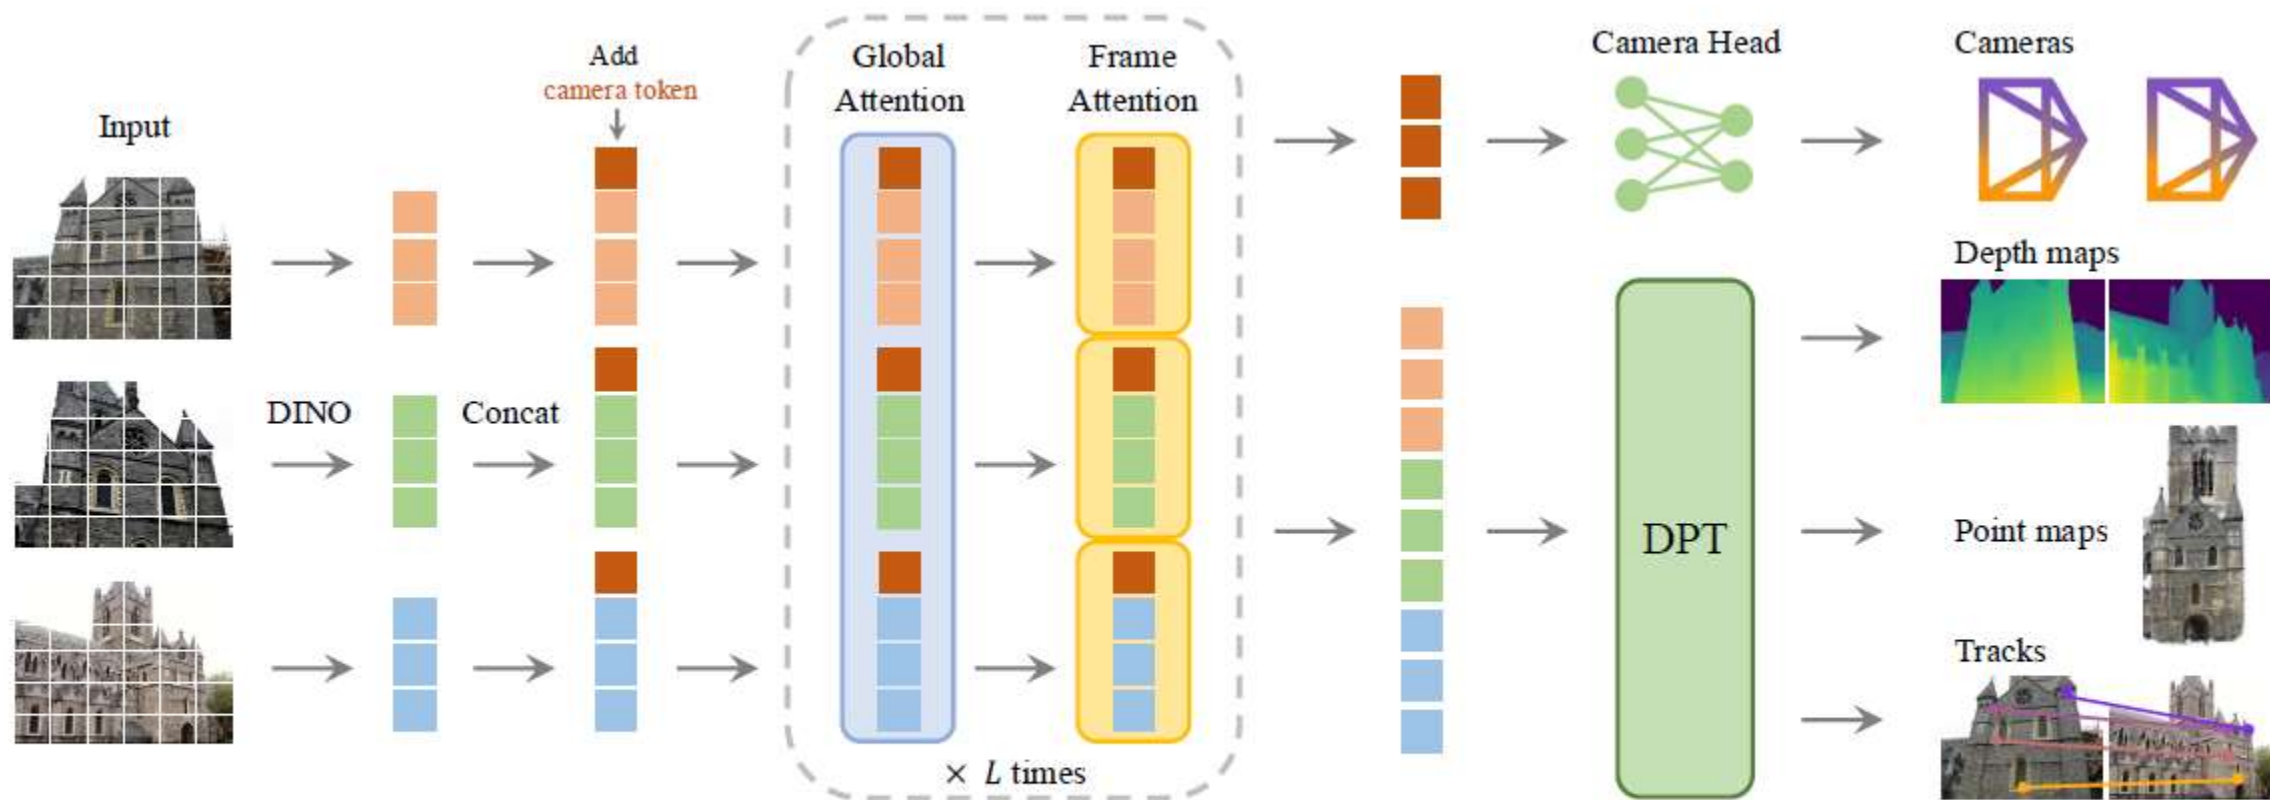 Input
DINO
Concat
Add
camera token
Global
Attention
Frame
Attention
× L times
Camera Head
DPT
Cameras
Depth maps
Point maps
Tracks